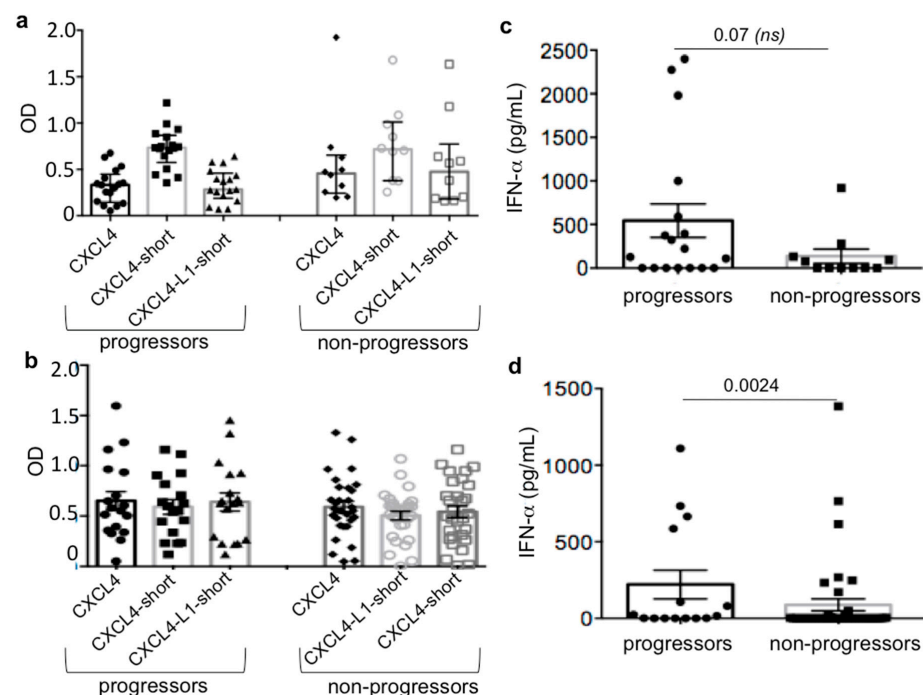 a
2.0
1.5
1.0
0.5
0
OD
CXCL4
CXCL4-short
CXCL4-L1-short
CXCL4
CXCL4-short
CXCL4-L1-short
progressors
non-progressors
b
2.0
1.5
1.0
0.5
0
OD
CXCL4
CXCL4-short
CXCL4-L1-short
CXCL4
CXCL4-L1-short
CXCL4-short
progressors
non-progressors
c
0.07 (ns)
2500
2000
1500
1000
500
0
IFN-α (pg/mL)
progressors
non-progressors
d
0.0024
1500
1000
500
0
IFN-α (pg/mL)
progressors
non-progressors